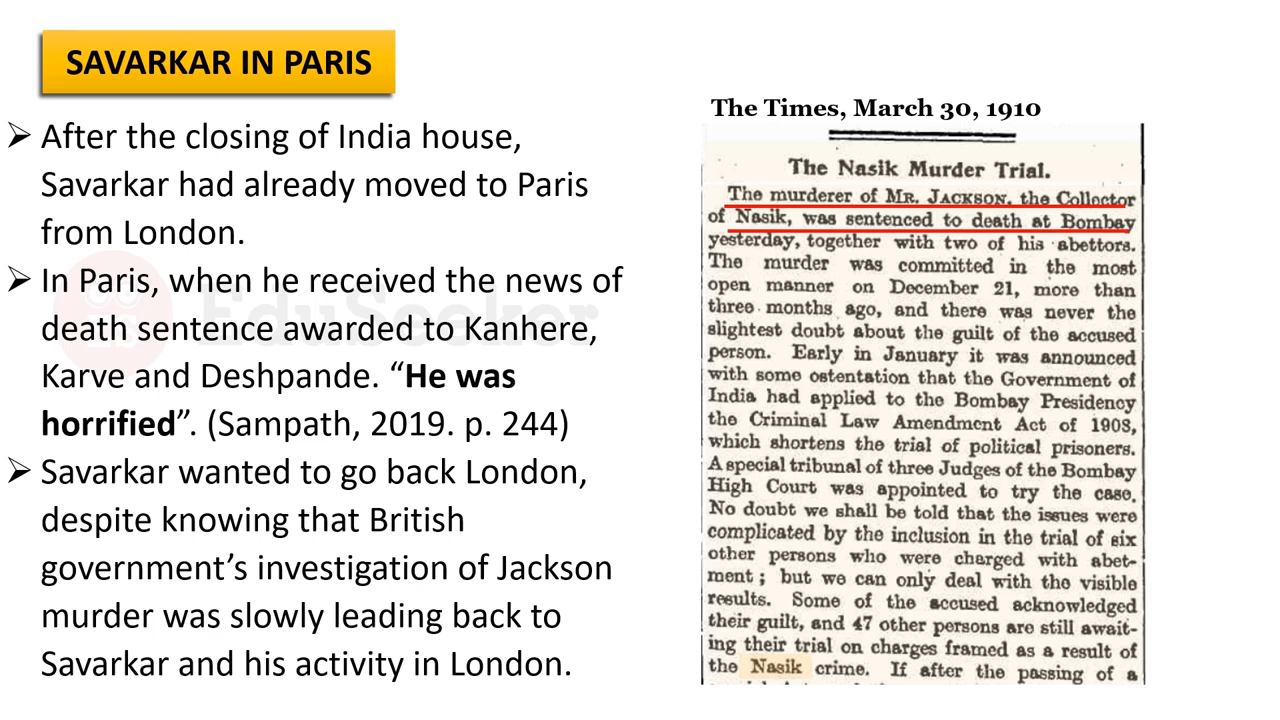 SAVARKAR IN PARIS
➢ After the closing of India house,
Savarkar had already moved to Paris
from London.
➢ In Paris, when he received the news of
death sentence awarded to Kanhere,
Karve and Deshpande. “He was
horrified”. (Sampath, 2019. p. 244)
➢ Savarkar wanted to go back London,
despite knowing that British
government’s investigation of Jackson
murder was slowly leading back to
Savarkar and his activity in London.
EduSeeker
The Times, March 30, 1910
The Nasik Murder Trial.
The murderer of MR. JACKSON, the Collector
of Nasik, was sentenced to death at Bombay
yesterday, together with two of his abettors.
The murder was committed in the most
open manner on December 21, more than
three months ago, and there was never the
slightest doubt about the guilt of the accused
person. Early in January it was announced
with some ostentation that the Government of
India had applied to the Bombay Presidency
the Criminal Law Amendment Act of 1908,
which shortens the trial of political prisoners.
A special tribunal of three Judges of the Bombay
High Court was appointed to try the case.
No doubt we shall be told that the issues were
complicated by the inclusion in the trial of six
other persons who were charged with abet-
ment ; but we can only deal with the visible
results. Some of the accused acknowledged
their guilt, and 47 other persons are still await-
ing their trial on charges framed as a result of
the Nasik crime. If after the passing of a